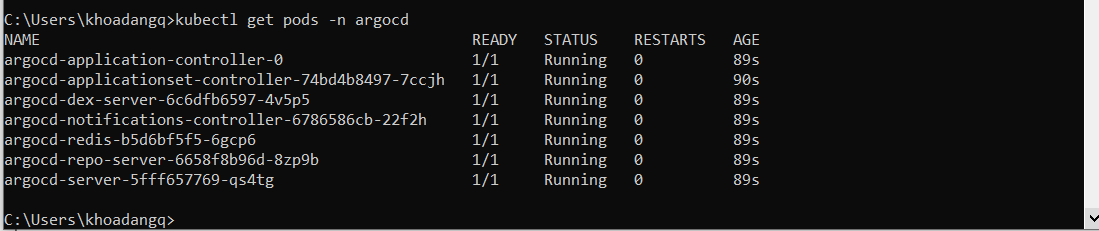 C:\Users\khoadangq>kubectl get pods -n argocd
NAME READY STATUS RESTARTS AGE
argocd-application-controller-0 1/1 Running 0 89s
argocd-applicationset-controller-74bd4b8497-7ccjh 1/1 Running 0 90s
argocd-dex-server-6c6dfb6597-4v5p5 1/1 Running 0 89s
argocd-notifications-controller-6786586cb-22f2h 1/1 Running 0 89s
argocd-redis-b5d6bf5f5-6gcp6 1/1 Running 0 89s
argocd-repo-server-6658f8b96d-8zp9b 1/1 Running 0 89s
argocd-server-5fff657769-qs4tg 1/1 Running 0 89s
C:\Users\khoadangq>